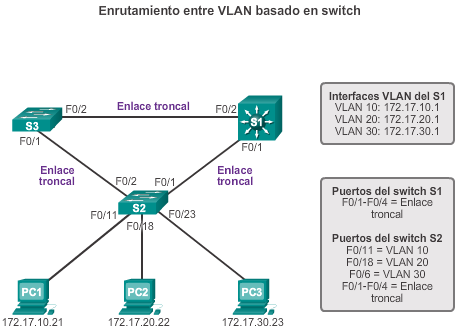 Enrutamiento entre VLAN basado en switch
F0/2
Enlace troncal
F0/2
S3
S1
F0/1
F0/1
Enlace
troncal
Enlace
troncal
F0/2
F0/1
S2
F0/11
F0/23
F0/18
PC1
PC2
PC3
172.17.10.21
172.17.20.22
172.17.30.23
Interfaces VLAN del S1
VLAN 10: 172.17.10.1
VLAN 20: 172.17.20.1
VLAN 30: 172.17.30.1
Puertos del switch S1
F0/1-F0/4 = Enlace
troncal
Puertos del switch S2
F0/11 = VLAN 10
F0/18 = VLAN 20
F0/6 = VLAN 30
F0/1-F0/4 = Enlace
troncal